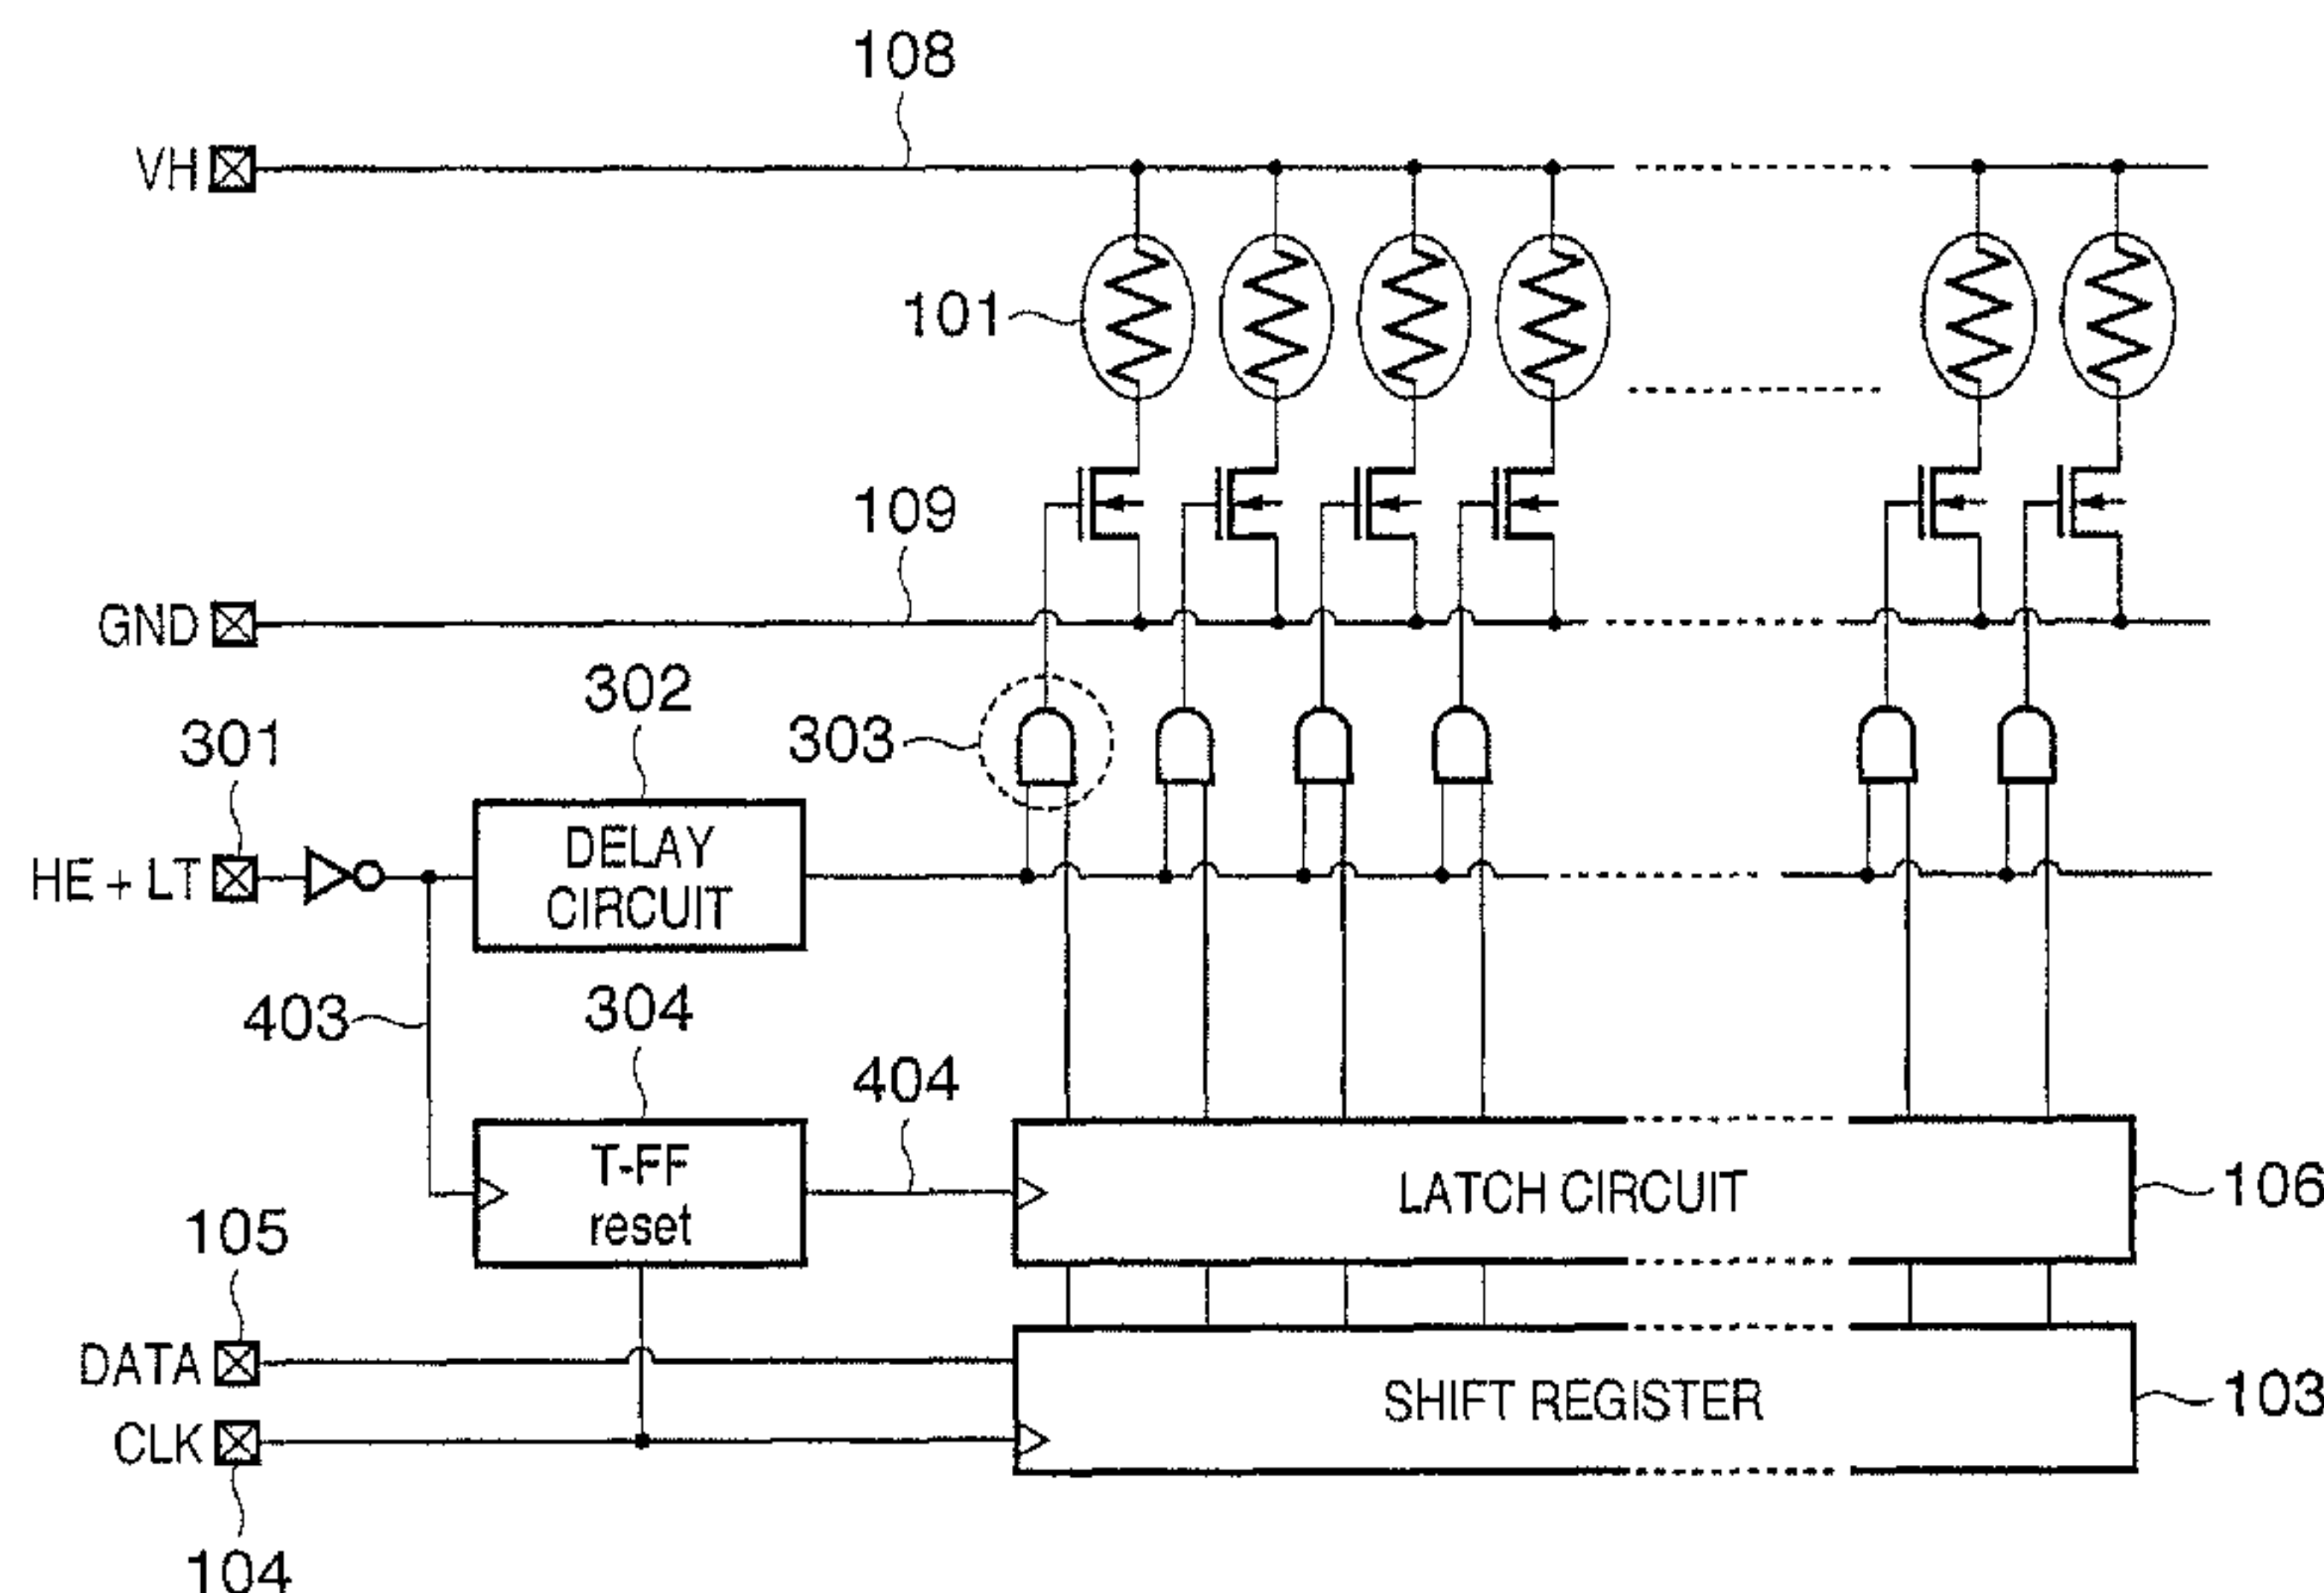 108
VH
101
109
GND
302
303
301
HE + LT
DELAY
CIRCUIT
403
304
404
T-FF
reset
LATCH CIRCUIT
106
105
DATA
SHIFT REGISTER
103
CLK
104